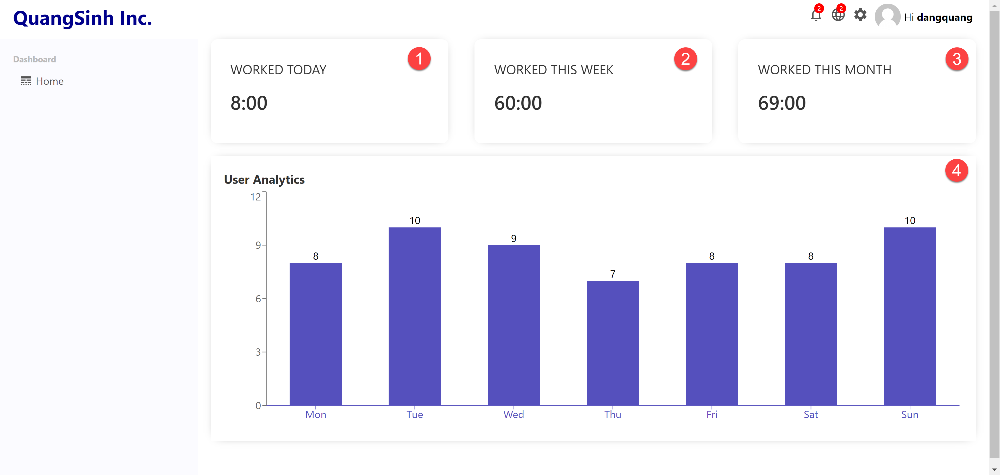 QuangSinh Inc.
2
2
Hi dangquang
Dashboard
Home
WORKED TODAY
1
8:00
WORKED THIS WEEK
2
60:00
WORKED THIS MONTH
3
69:00
User Analytics
4
12
9
6
3
0
8
10
9
7
8
8
10
Mon Tue Wed Thu Fri Sat Sun